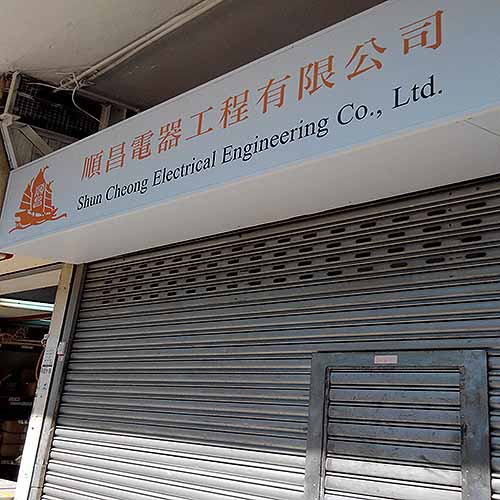 順昌電器工程有限公司
Shun Cheong Electrical Engineering Co., Ltd.